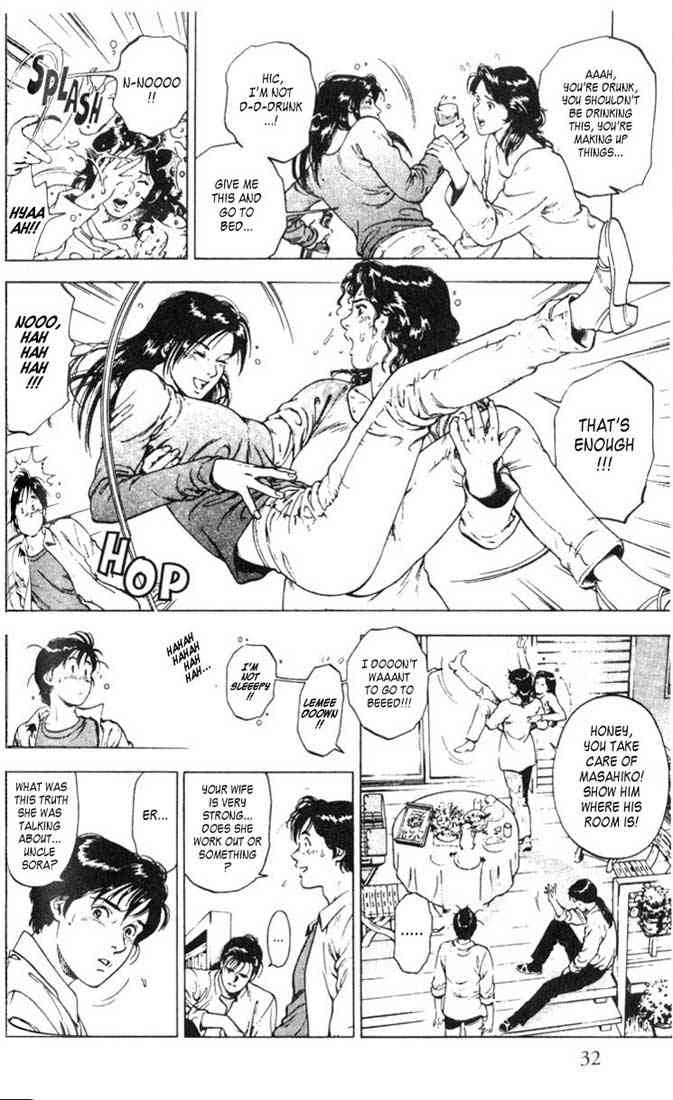 AAAH,
YOU'RE DRUNK,
YOU SHOULDN'T
BE DRINKING
THIS, YOU'RE
MAKING UP
THINGS...
HIC,
I'M NOT
D-D-DRUNK
...!
GIVE ME
THIS AND
GO TO
BED...
N-NOOOO
!!
SPLASH
HYAA
AH!!
THAT'S
ENOUGH
!!!
NOOO,
HAH
HAH
HAH
!!!
HOP
I DOOON'T
WAAANT
TO GO TO
BEEED!!!
HONEY,
YOU TAKE
CARE OF
MASAHIKO!
SHOW HIM
WHERE HIS
ROOM IS!
.....
LEMEE
DOOWN
!!
I'M
NOT
SLEEEPY
!!
HAHAH
HAHAH
HAH
HAH...
YOUR WIFE
IS VERY
STRONG...
DOES SHE
WORK OUT OR
SOMETHING
?
...
ER...
WHAT WAS
THIS TRUTH
SHE WAS
TALKING
ABOUT...
UNCLE
SORA?
32